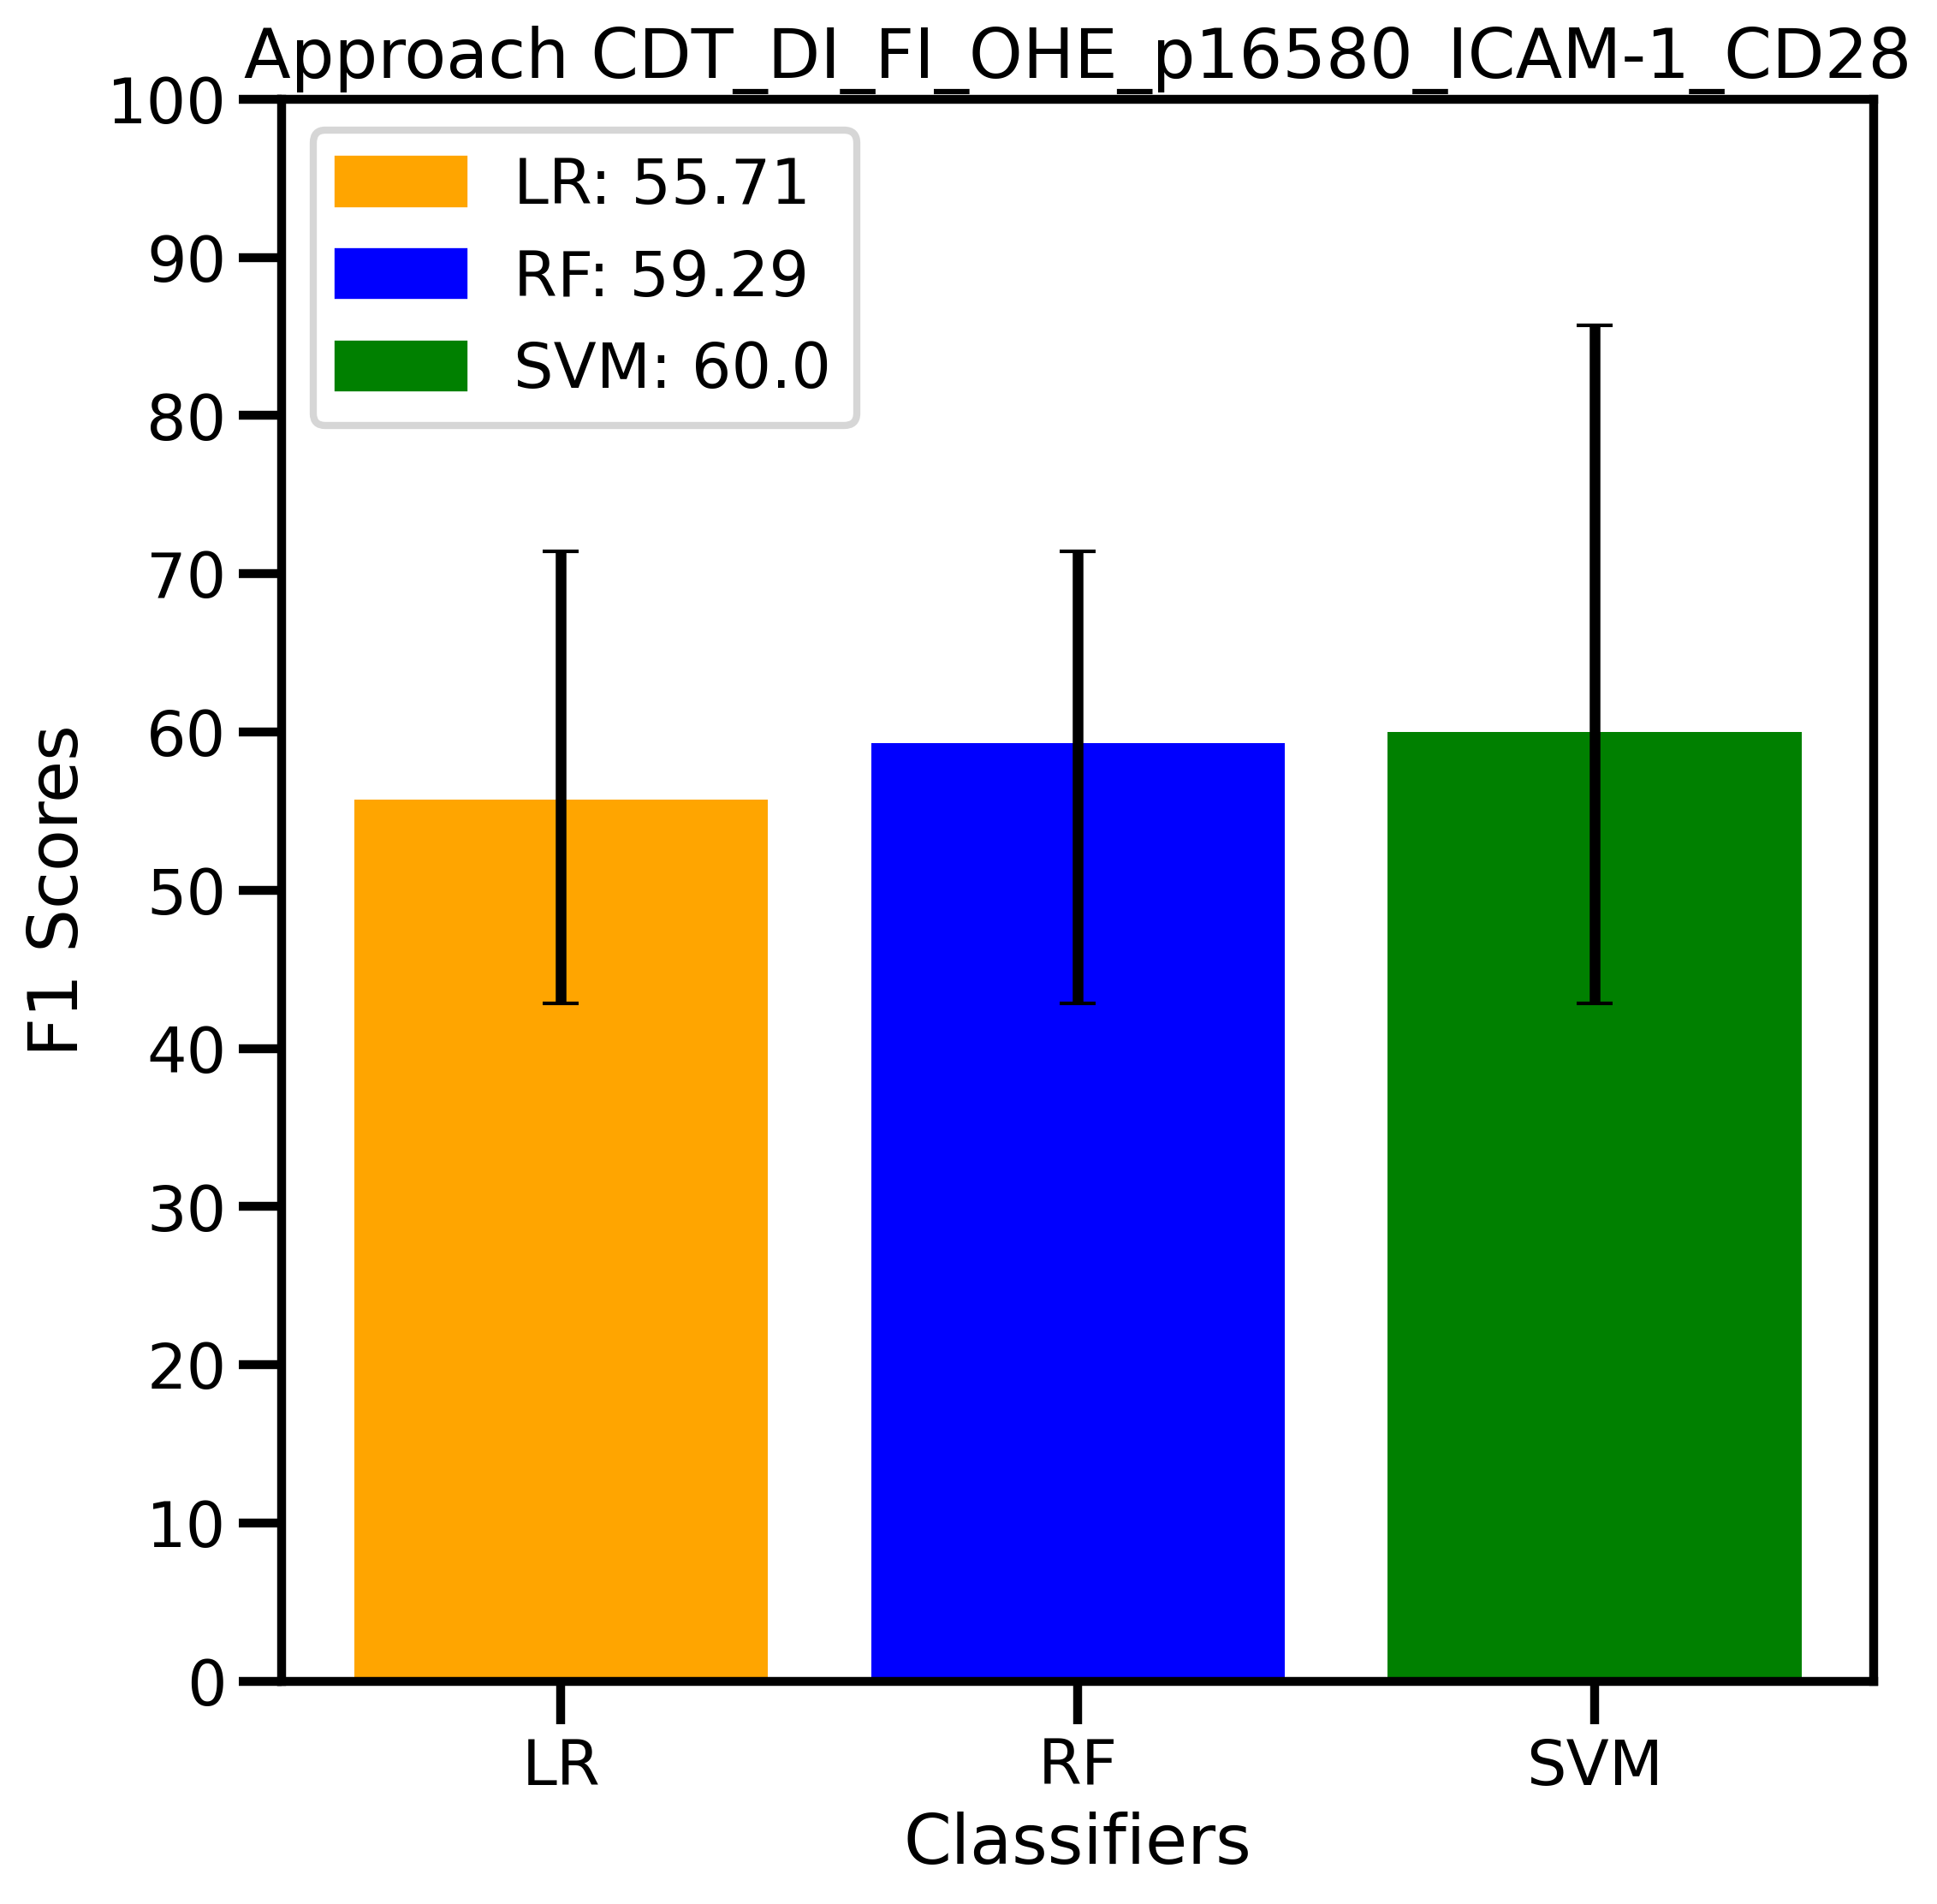 Approach CDT_DI_FI_OHE_p16580_ICAM-1_CD28
100
90
80
70
60
50
40
30
20
10
0
F1 Scores
LR: 55.71
RF: 59.29
SVM: 60.0
LR
RF
SVM
Classifiers